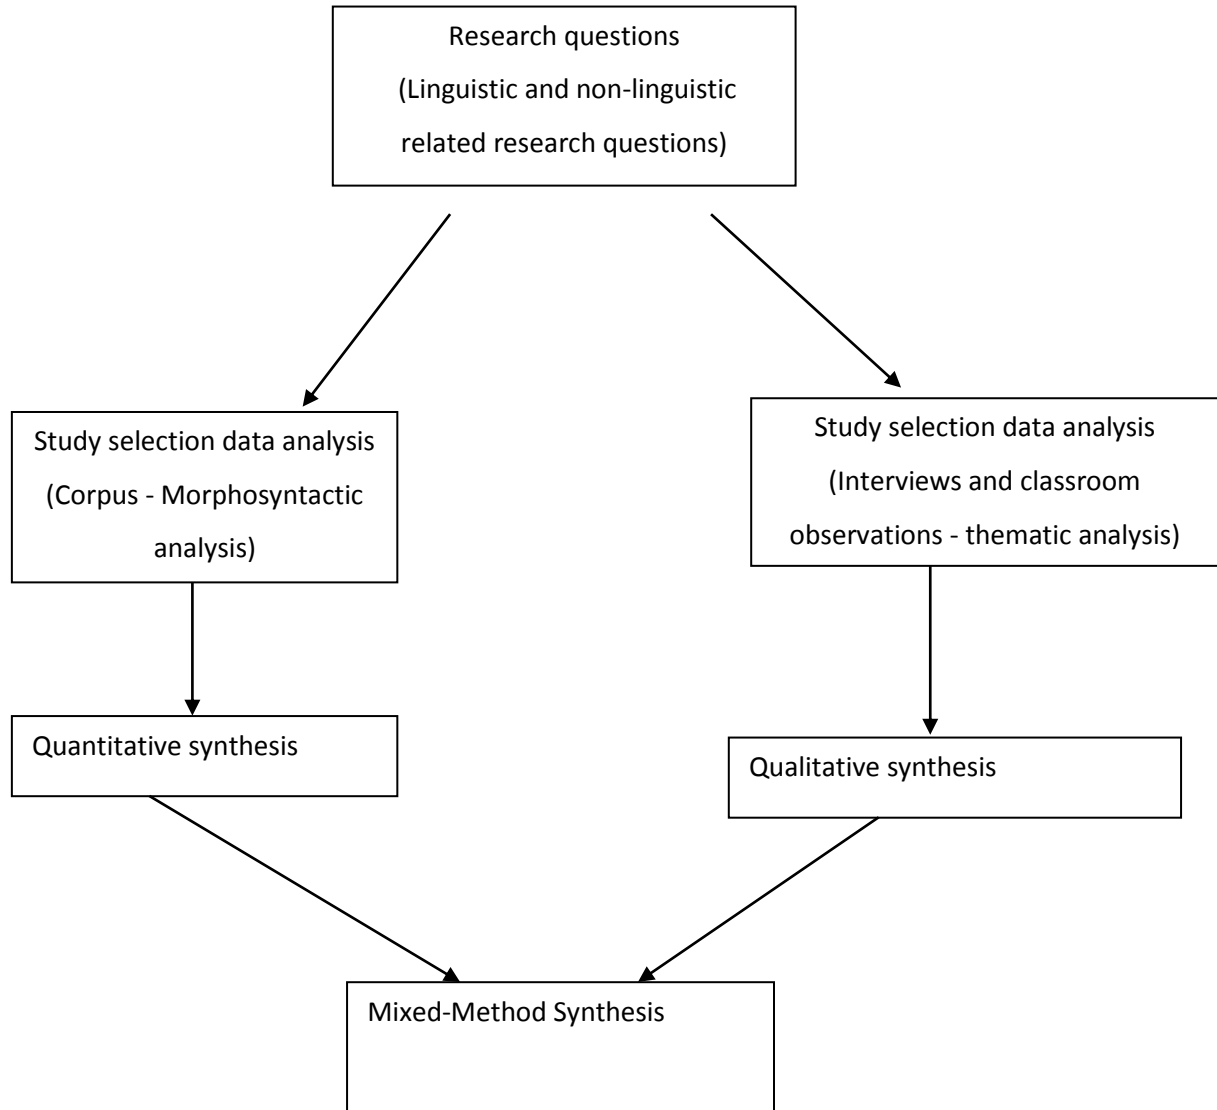 Research questions
(Linguistic and non-linguistic
related research questions)
Study selection data analysis
(Corpus - Morphosyntactic
analysis)
Study selection data analysis
(Interviews and classroom
observations - thematic analysis)
Quantitative synthesis
Qualitative synthesis
Mixed-Method Synthesis